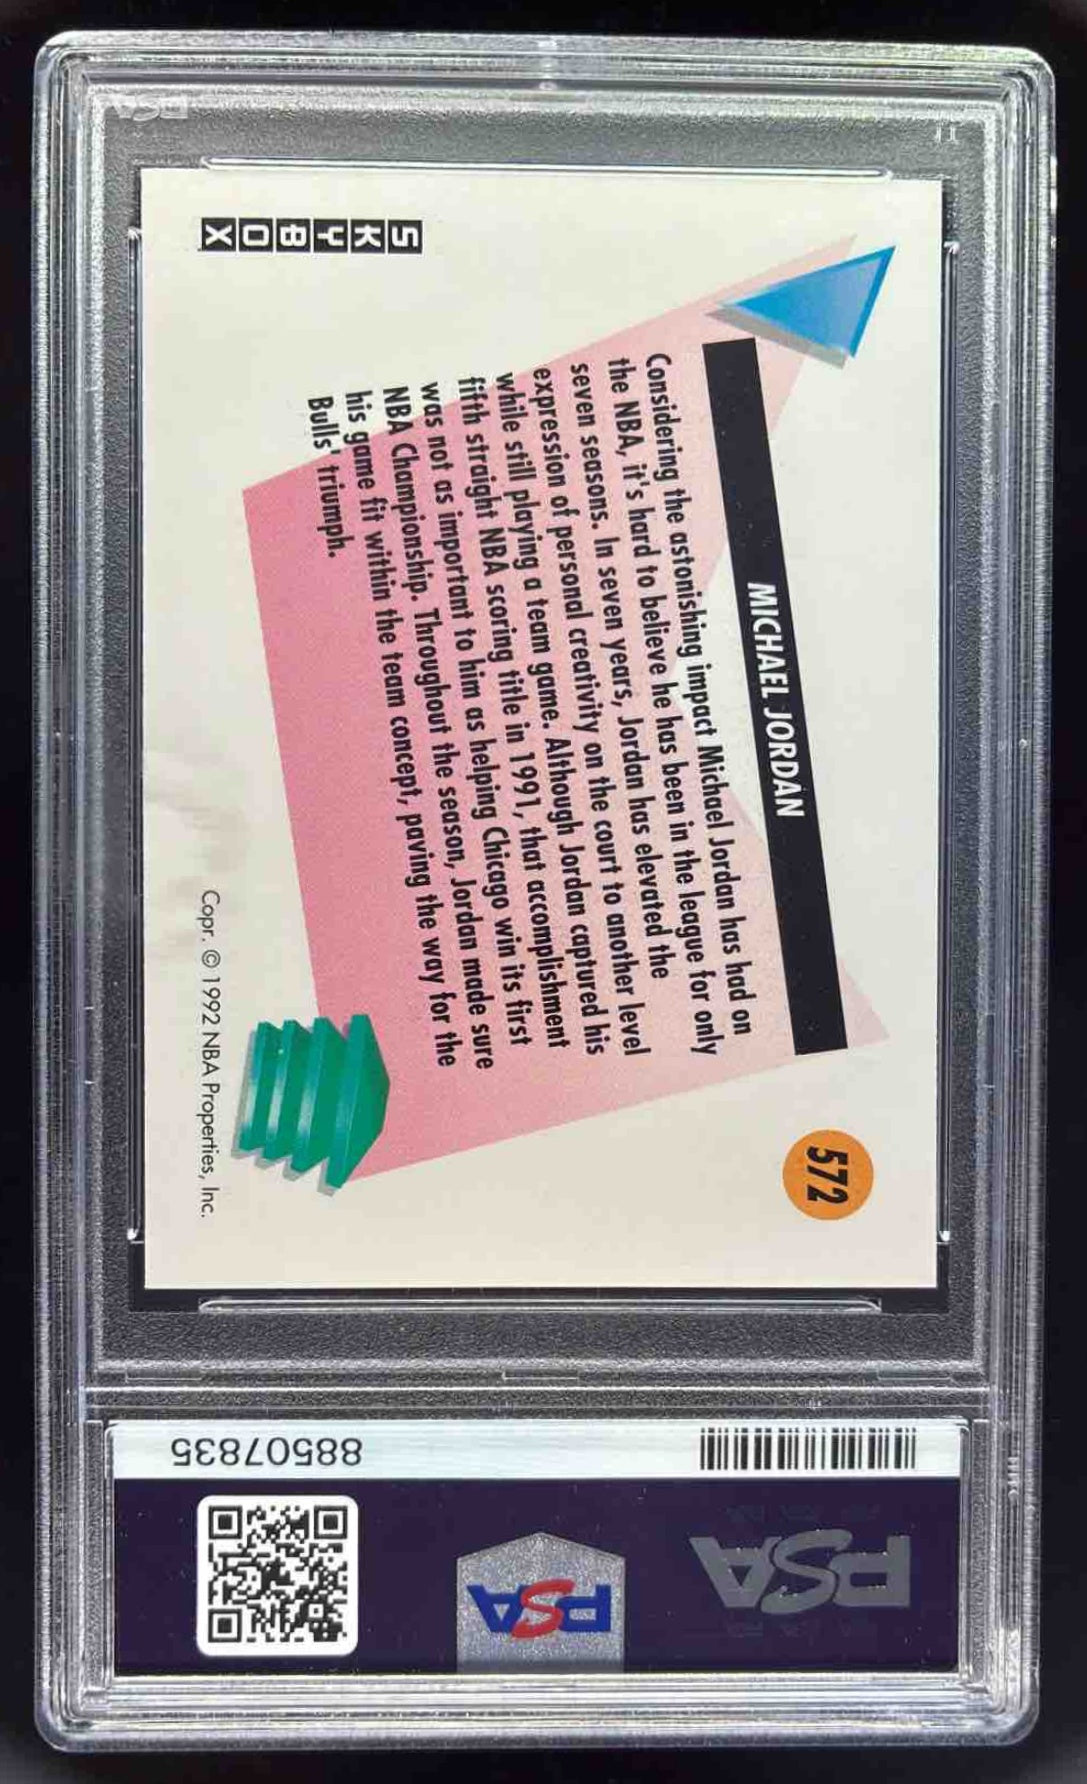 MICHAEL JORDAN
572
Considering the astonishing impact Michael Jordan has had on
the NBA, it's hard to believe he has been in the league for only
seven seasons. In seven years, Jordan has elevated the
expression of personal creativity on the court to another level
while still playing a team game. Although Jordan captured his
fifth straight NBA scoring title in 1991, that accomplishment
was not as important to him as helping Chicago win its first
NBA Championship. Throughout the season, Jordan made sure
his game fit within the team concept, paving the way for the
Bulls' triumph.
SKYBOX
Copr. © 1992 NBA Properties, Inc.
PSA
88507835
PSA
PSA